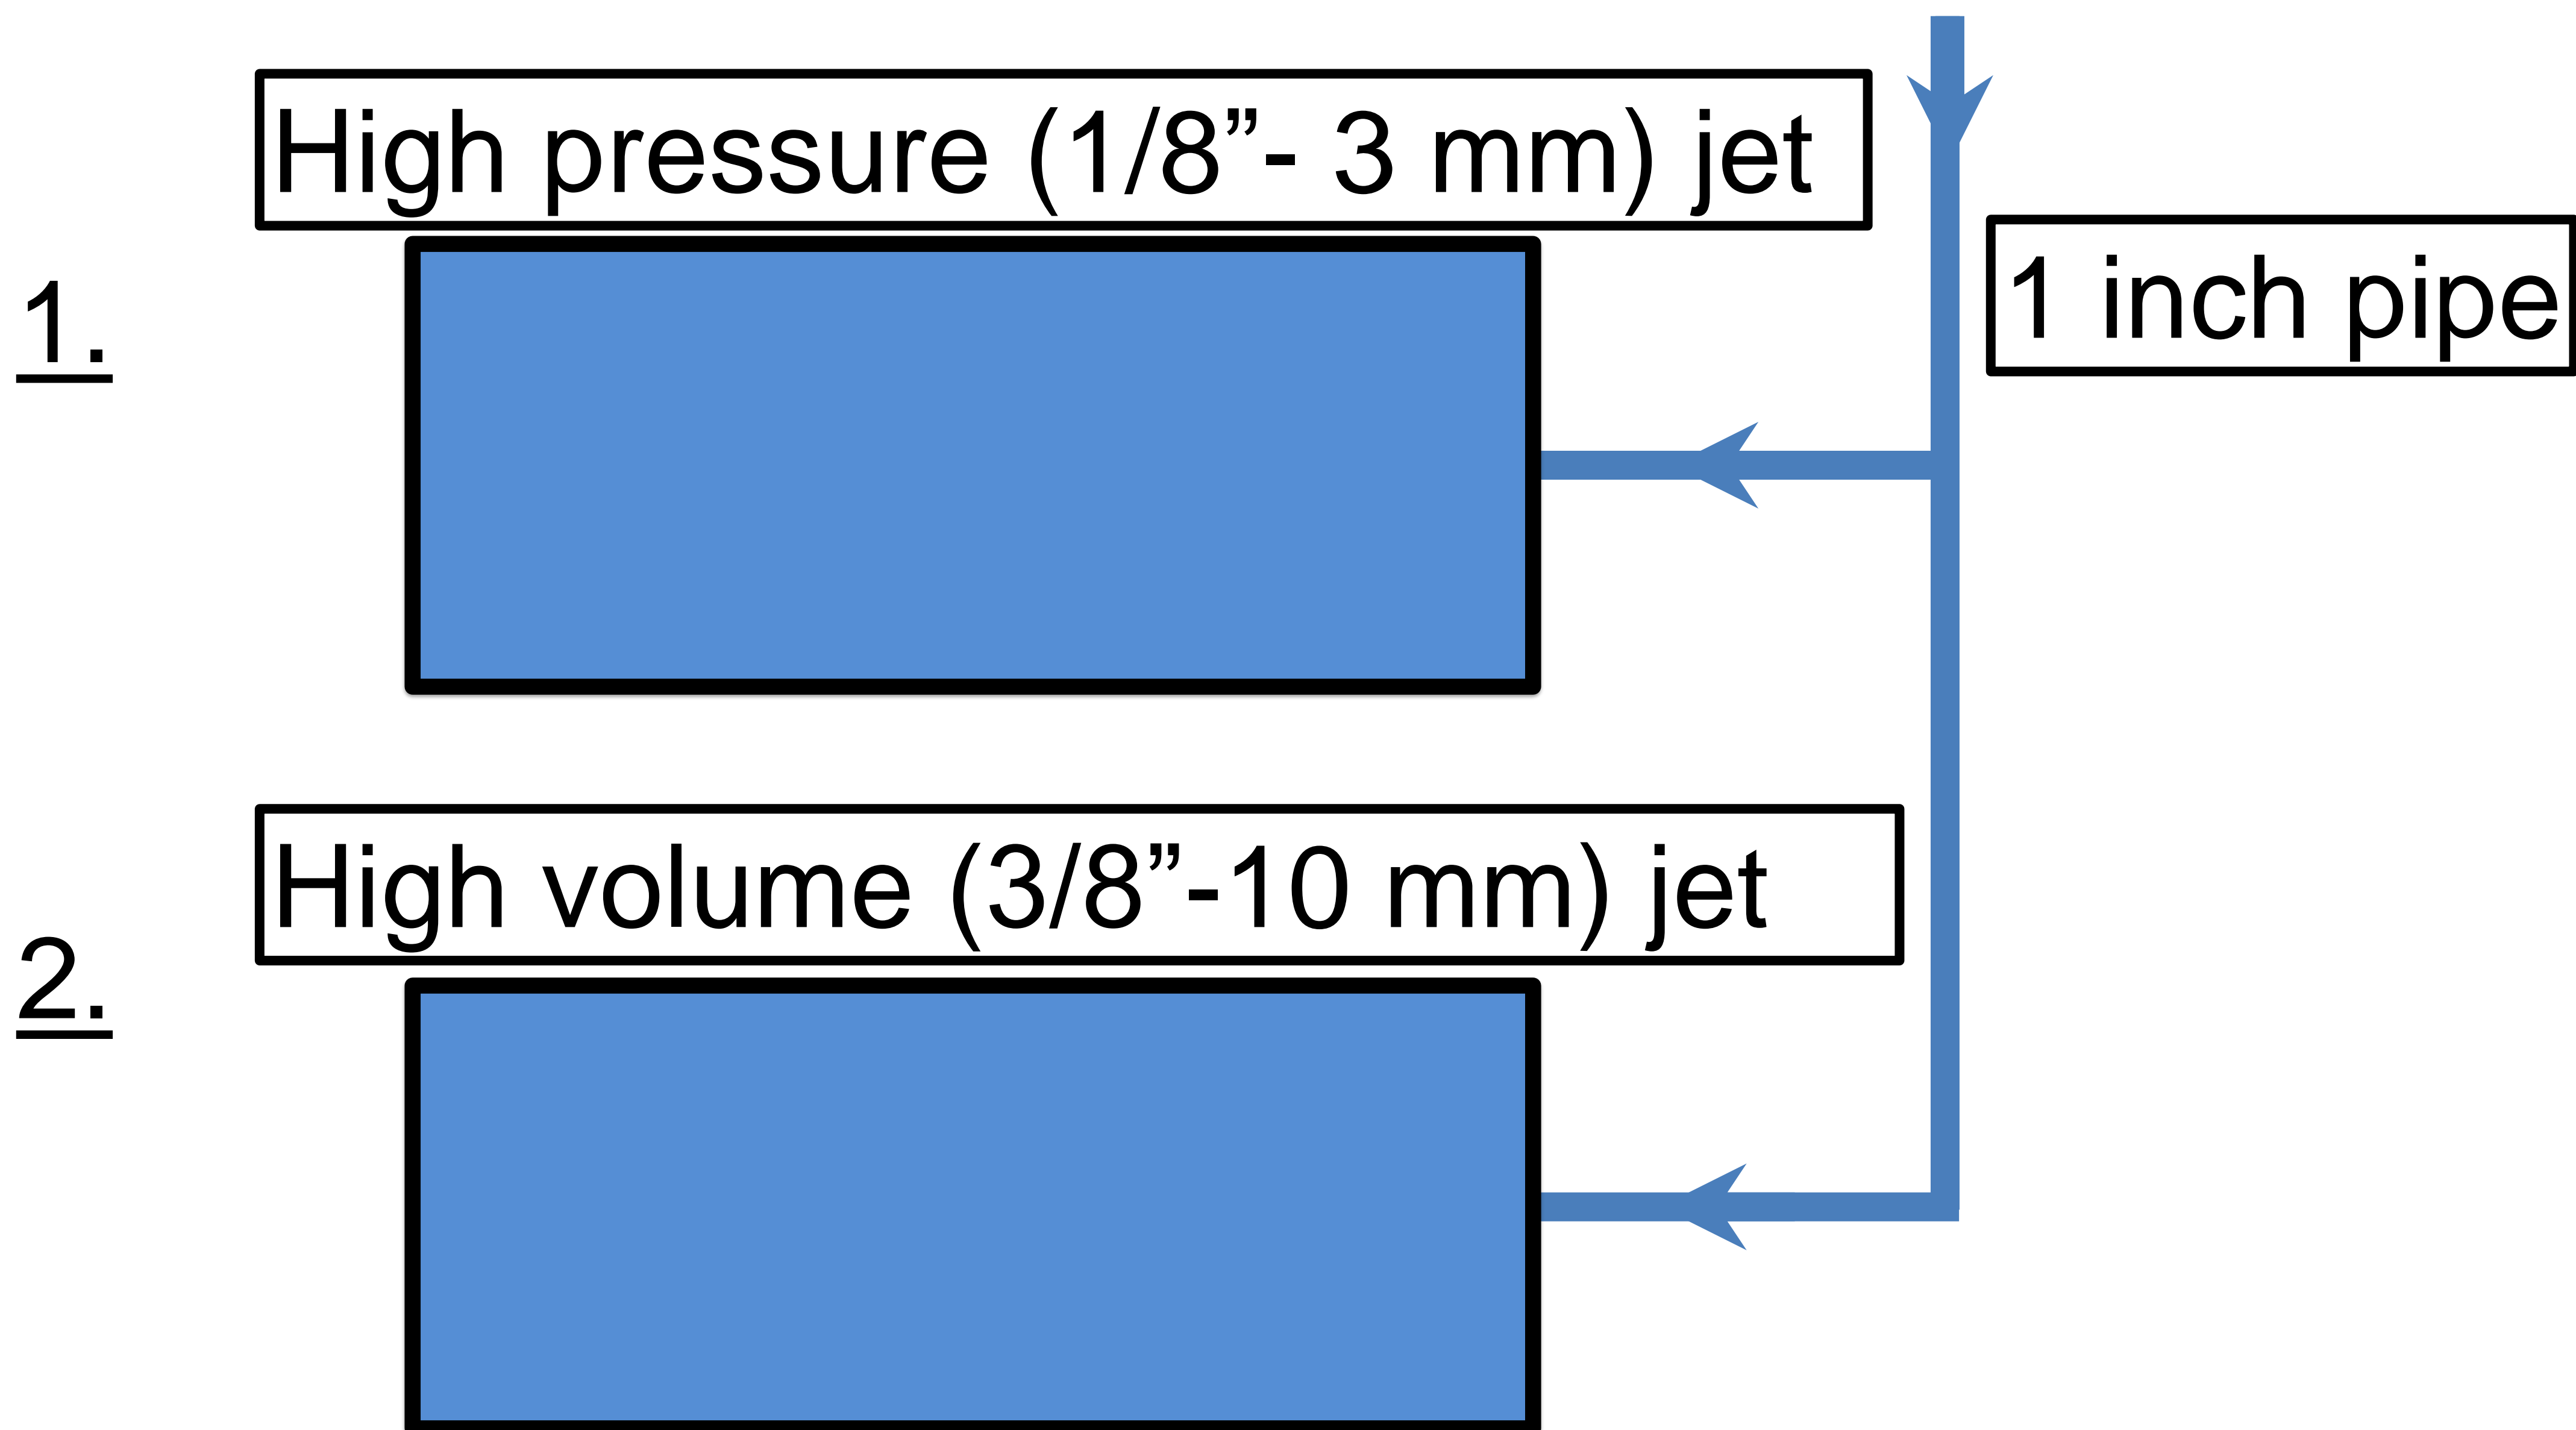 High pressure (1/8”- 3 mm) jet
1 inch pipe
1.
High volume (3/8”-10 mm) jet
2.